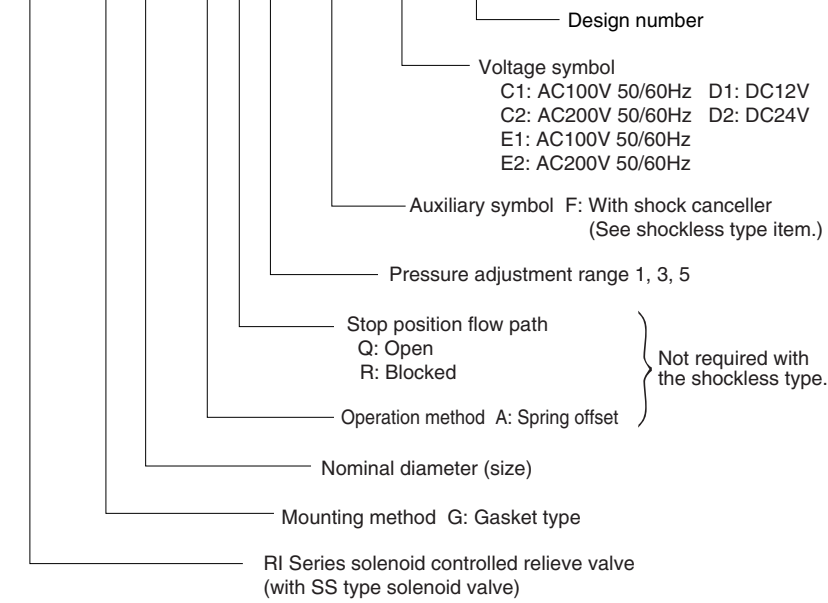 Design number
Voltage symbol
C1: AC100V 50/60Hz D1: DC12V
C2: AC200V 50/60Hz D2: DC24V
E1: AC100V 50/60Hz
E2: AC200V 50/60Hz
Auxiliary symbol F: With shock canceller
(See shockless type item.)
Pressure adjustment range 1, 3, 5
Stop position flow path
Q: Open
R: Blocked
Not required with
the shockless type.
Operation method A: Spring offset
Nominal diameter (size)
Mounting method G: Gasket type
RI Series solenoid controlled relieve valve
(with SS type solenoid valve)